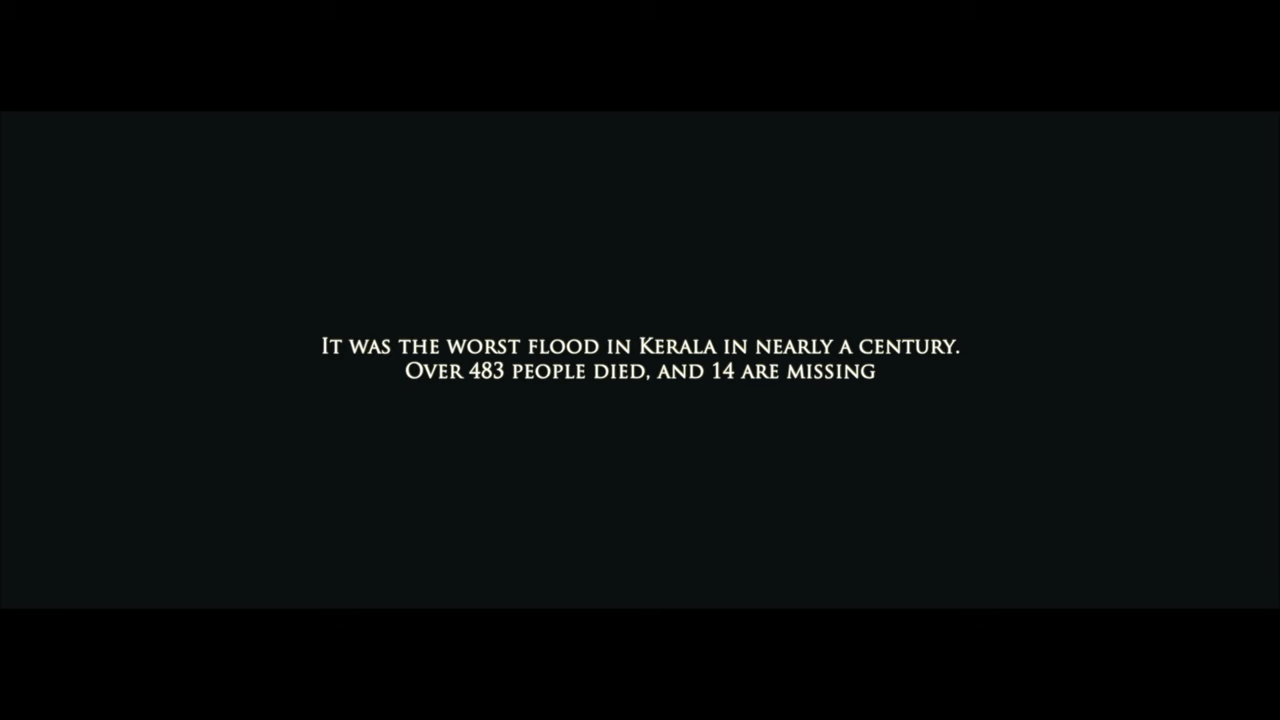 It was the worst flood in Kerala in nearly a century.
Over 483 people died, and 14 are missing